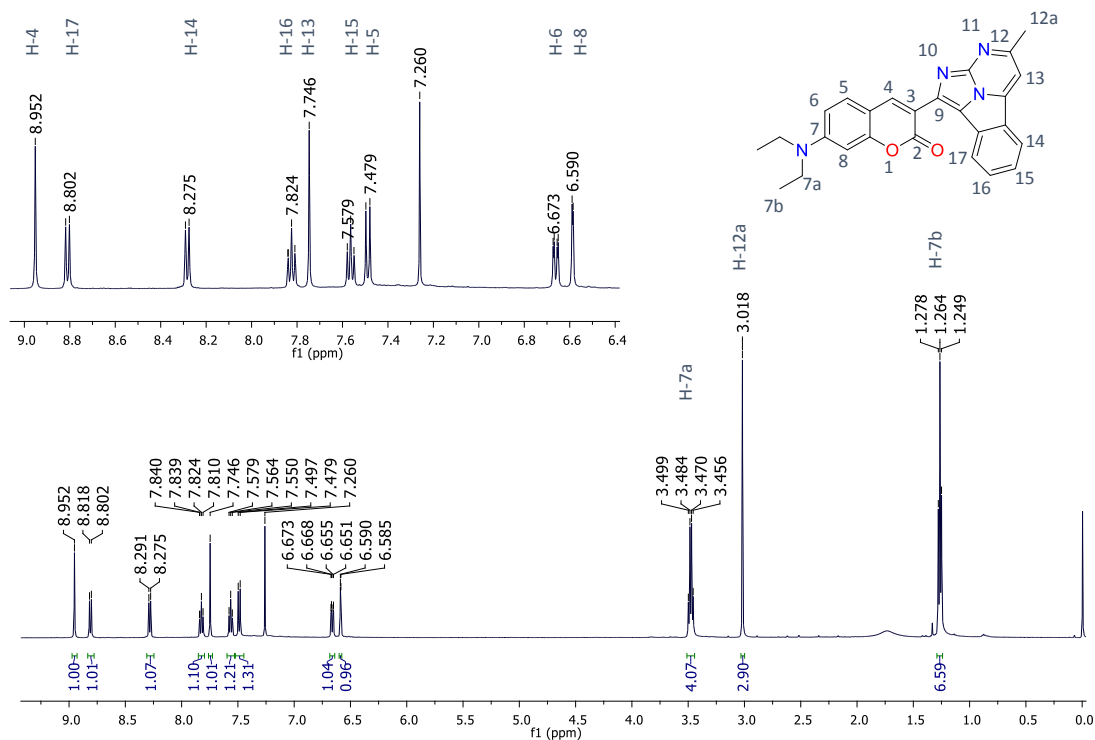 H-4
H-17
H-14
H-16
H-13
H-15
H-5
H-6
H-8
8.952
8.802
8.275
7.824
7.746
7.579
7.479
7.260
6.673
6.590
9.0 8.8 8.6 8.4 8.2 8.0 7.8 7.6 7.4 7.2 7.0 6.8 6.6 6.4
f1 (ppm)
12a
11
N
12
10
N
13
N
5
4
3
6
9
7
N
8
O
1
2
O
17
14
15
16
7a
7b
H-7a
H-12a
H-7b
8.952
8.818
8.802
8.291
8.275
7.840
7.839
7.824
7.810
7.746
7.579
7.564
7.550
7.497
7.479
7.260
6.673
6.668
6.655
6.651
6.590
6.585
3.499
3.484
3.470
3.456
3.018
1.278
1.264
1.249
1.00
1.01
1.07
1.10
1.01
1.21
1.31
1.04
0.96
4.07
2.90
6.59
9.0 8.5 8.0 7.5 7.0 6.5 6.0 5.5 5.0 4.5 4.0 3.5 3.0 2.5 2.0 1.5 1.0 0.5 0.0
f1 (ppm)